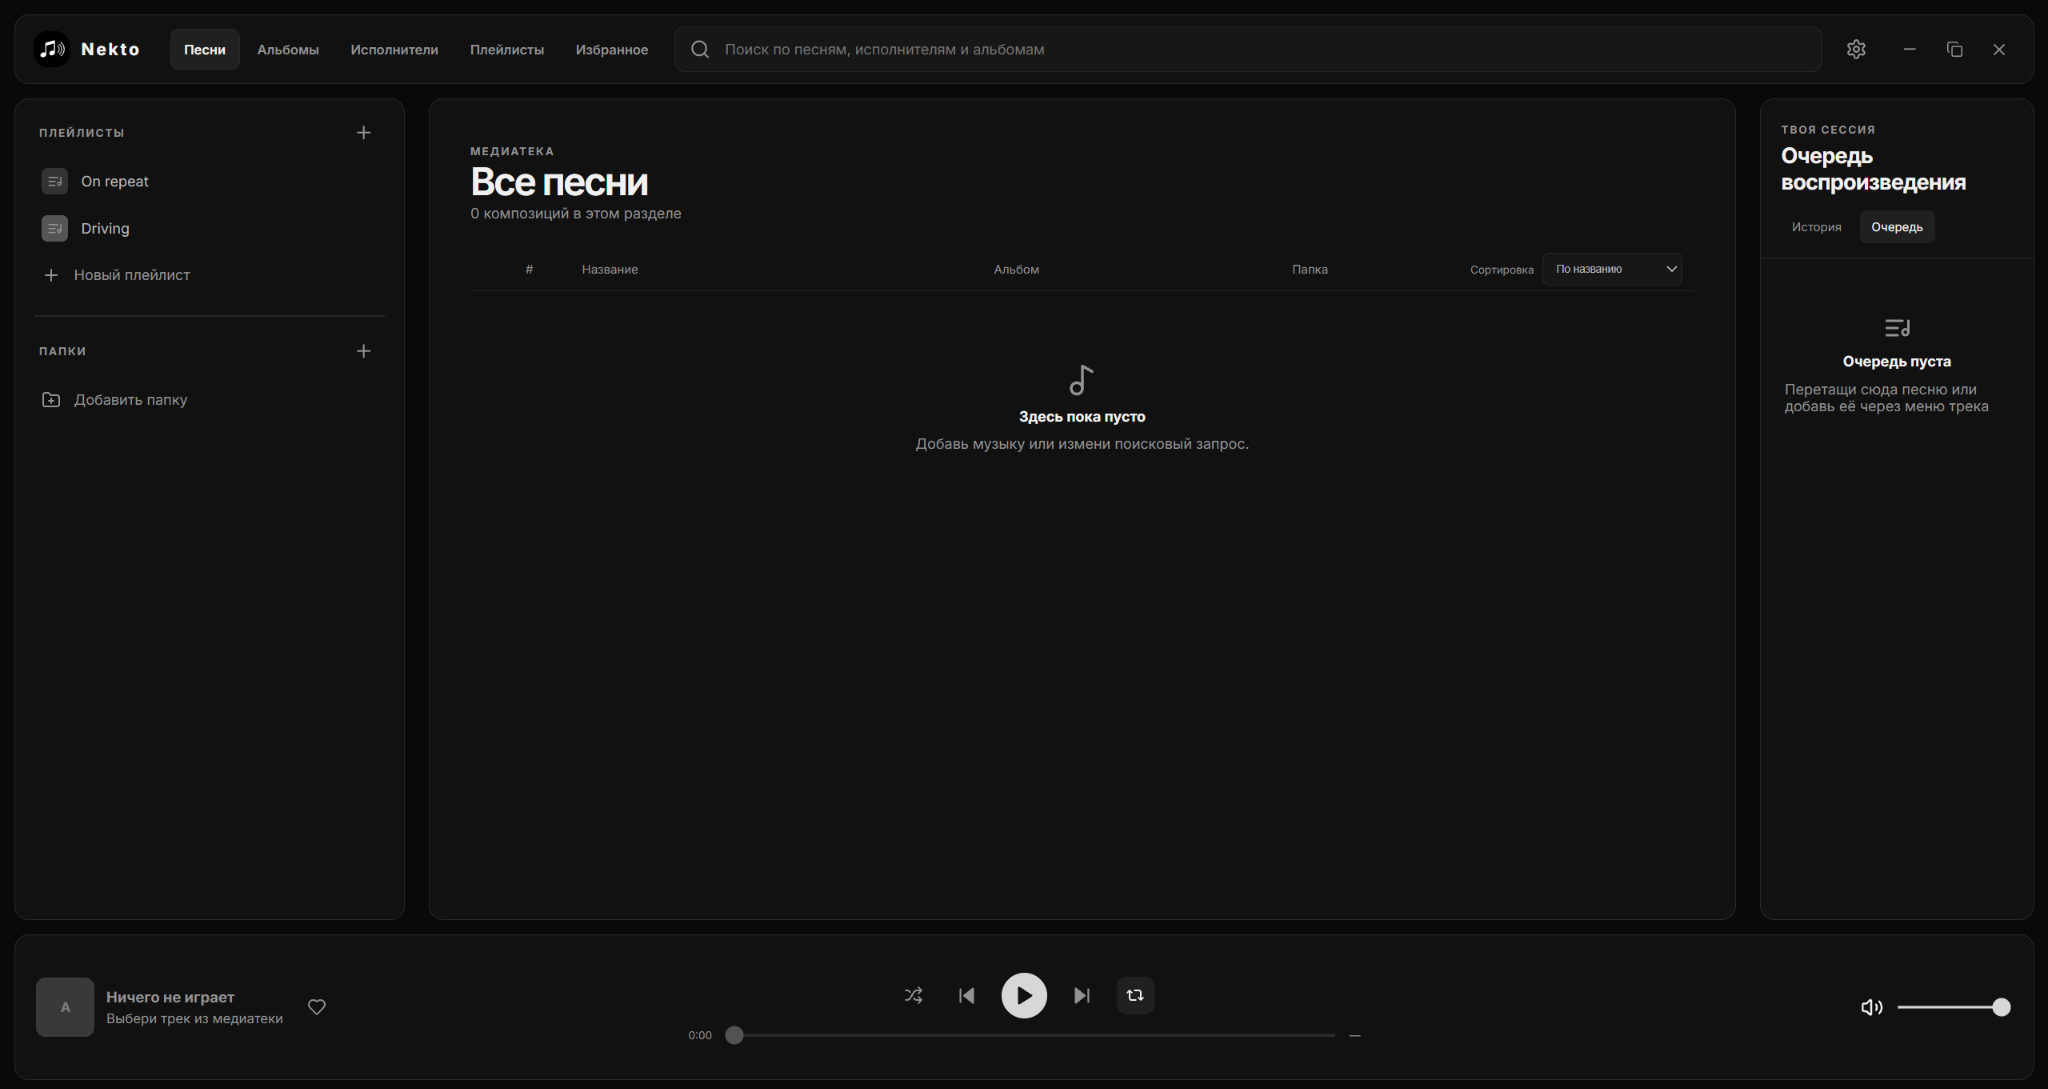 Nekto
Песни
Альбомы
Исполнители
Плейлисты
Избранное
Поиск по песням, исполнителям и альбомам
ПЛЕЙЛИСТЫ
On repeat
Driving
Новый плейлист
ПАПКИ
Добавить папку
МЕДИАТЕКА
Все песни
0 композиций в этом разделе
# Название Альбом Папка Сортировка По названию
Здесь пока пусто
Добавь музыку или измени поисковый запрос.
ТВОЯ СЕССИЯ
Очередь
воспроизведения
История Очередь
Очередь пуста
Перетащи сюда песню или
добавь её через меню трека
A
Ничего не играет
Выбери трек из медиатеки
0:00
—